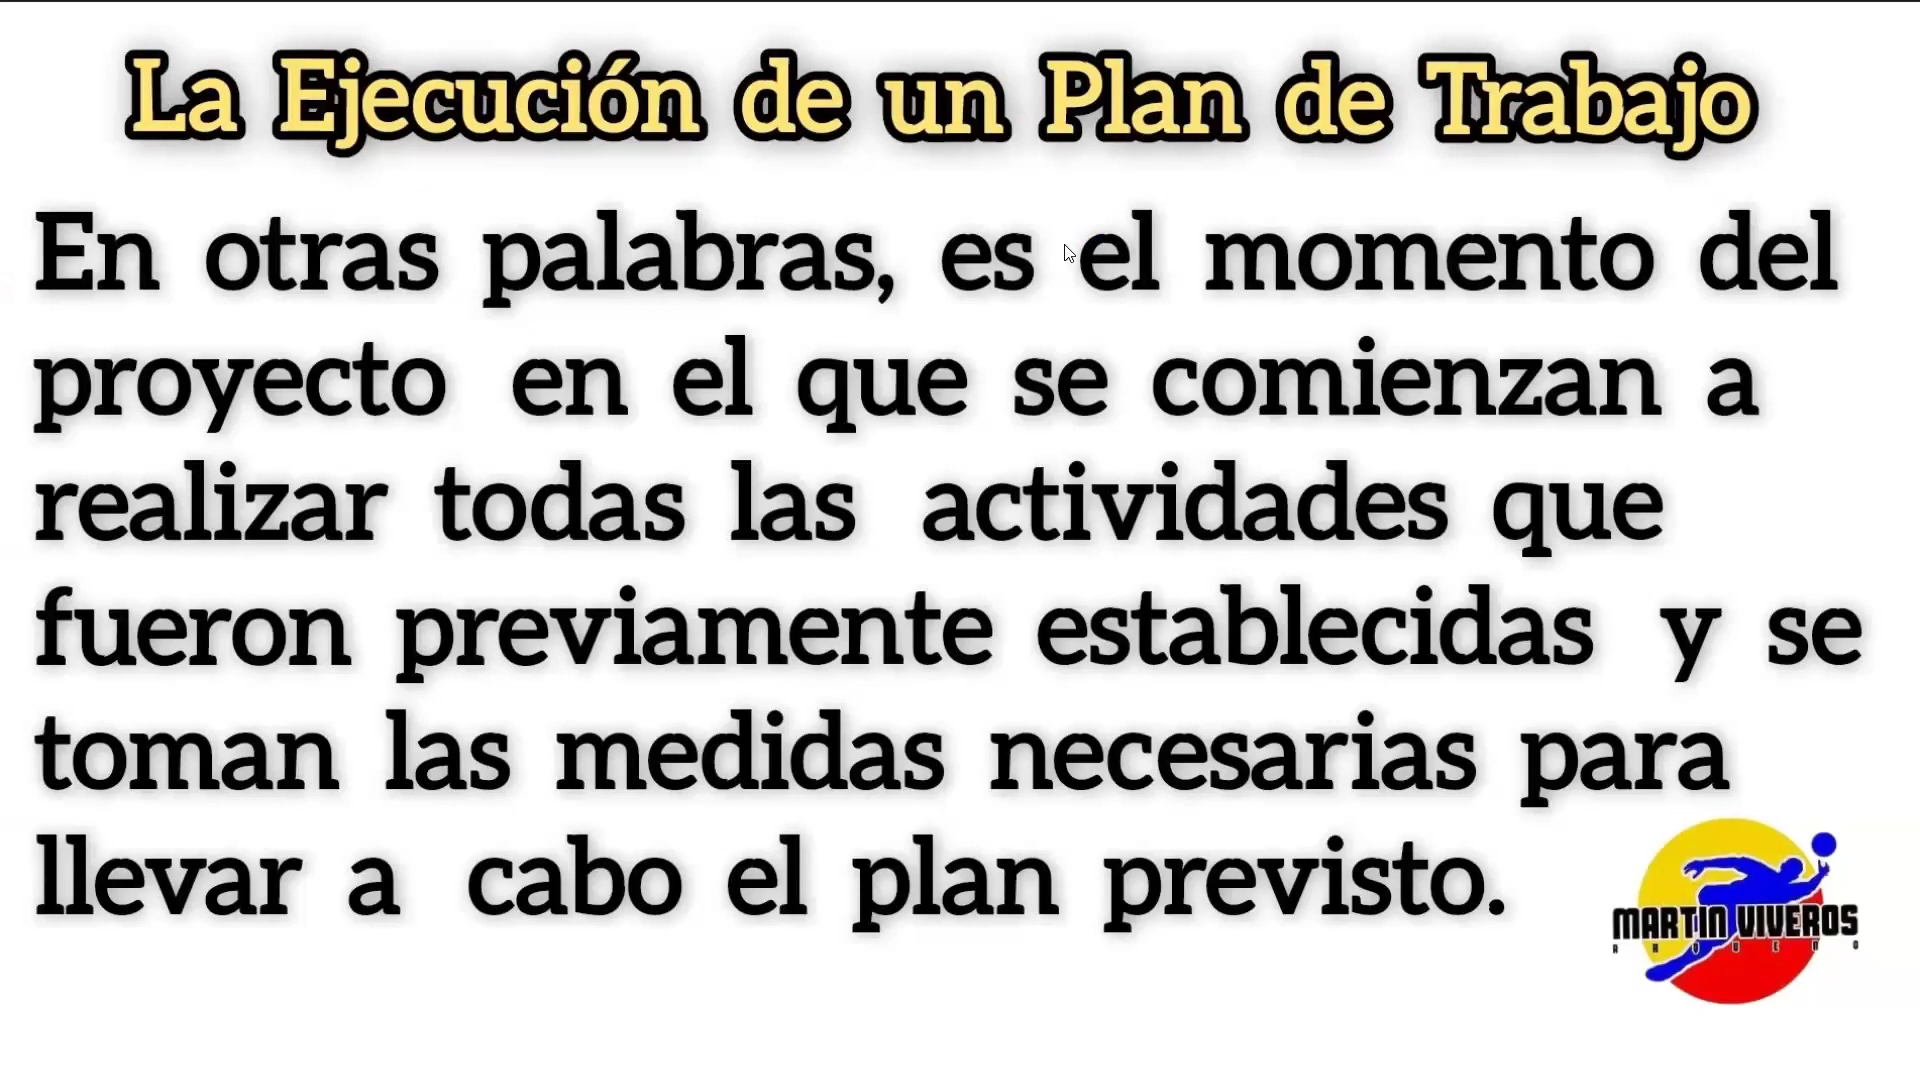 La Ejecución de un Plan de Trabajo
En otras palabras, es el momento del
proyecto en el que se comienzan a
realizar todas las actividades que
fueron previamente establecidas y se
toman las medidas necesarias para
llevar a cabo el plan previsto.
MARTIN VIVEROS